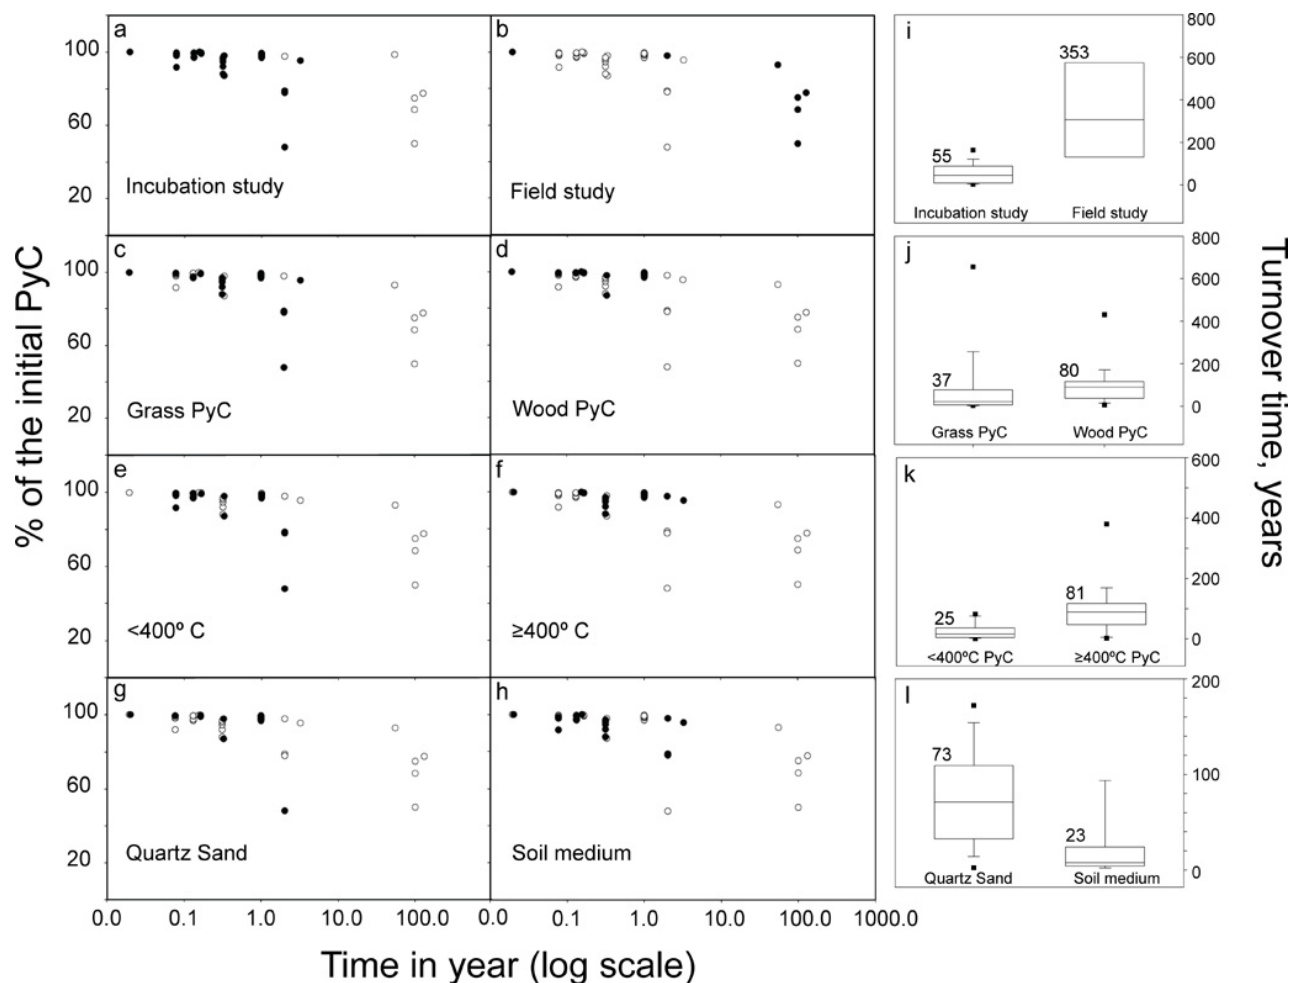 a
100
60
20
Incubation study
b
Field study
i
800
600
400
200
0
353
55
Incubation study Field study
c
100
60
20
Grass PyC
d
Wood PyC
j
800
600
400
200
0
37
80
Grass PyC Wood PyC
e
100
60
20
<400º C
f
≥400º C
k
600
400
200
0
25
81
<400ºC PyC ≥400ºC PyC
g
100
60
20
Quartz Sand
h
Soil medium
l
200
100
0
73
23
Quartz Sand Soil medium
0.0 0.1 1.0 10.0 100.0 0.0 0.1 1.0 10.0 100.0 1000.0
Time in year (log scale)
% of the initial PyC
Turnover time, years